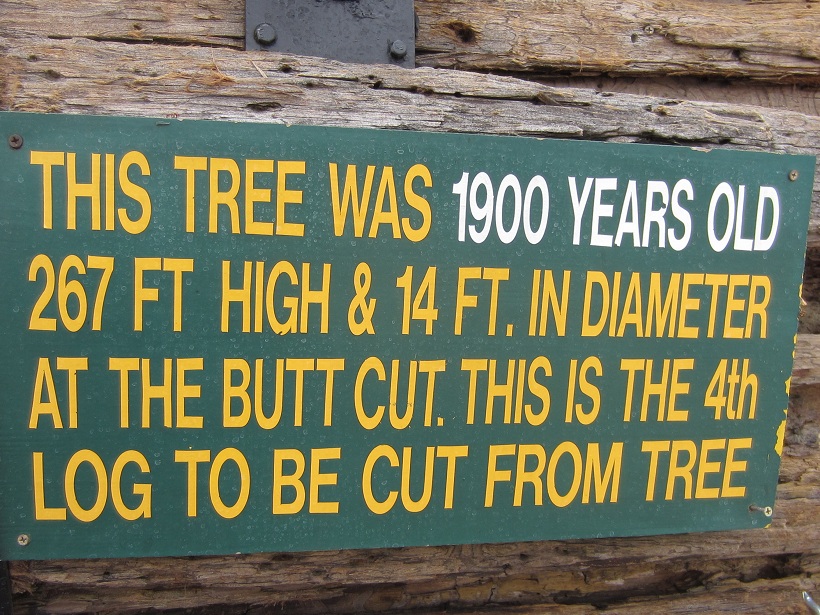 THIS TREE WAS 1900 YEARS OLD
267 FT HIGH & 14 FT. IN DIAMETER
AT THE BUTT CUT. THIS IS THE 4th
LOG TO BE CUT FROM TREE